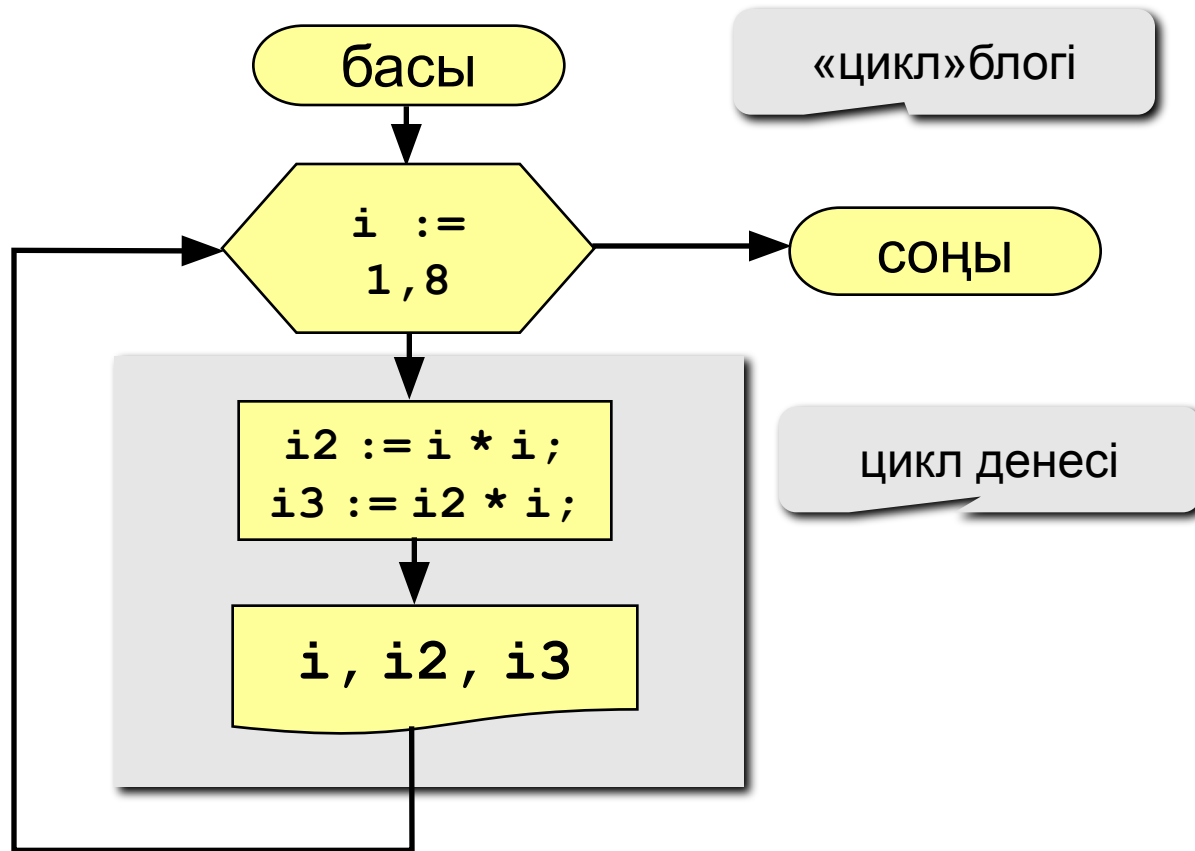 басы
«цикл»блогі
i :=
1,8
соңы
i2 := i * i;
i3 := i2 * i;
цикл денесі
i, i2, i3